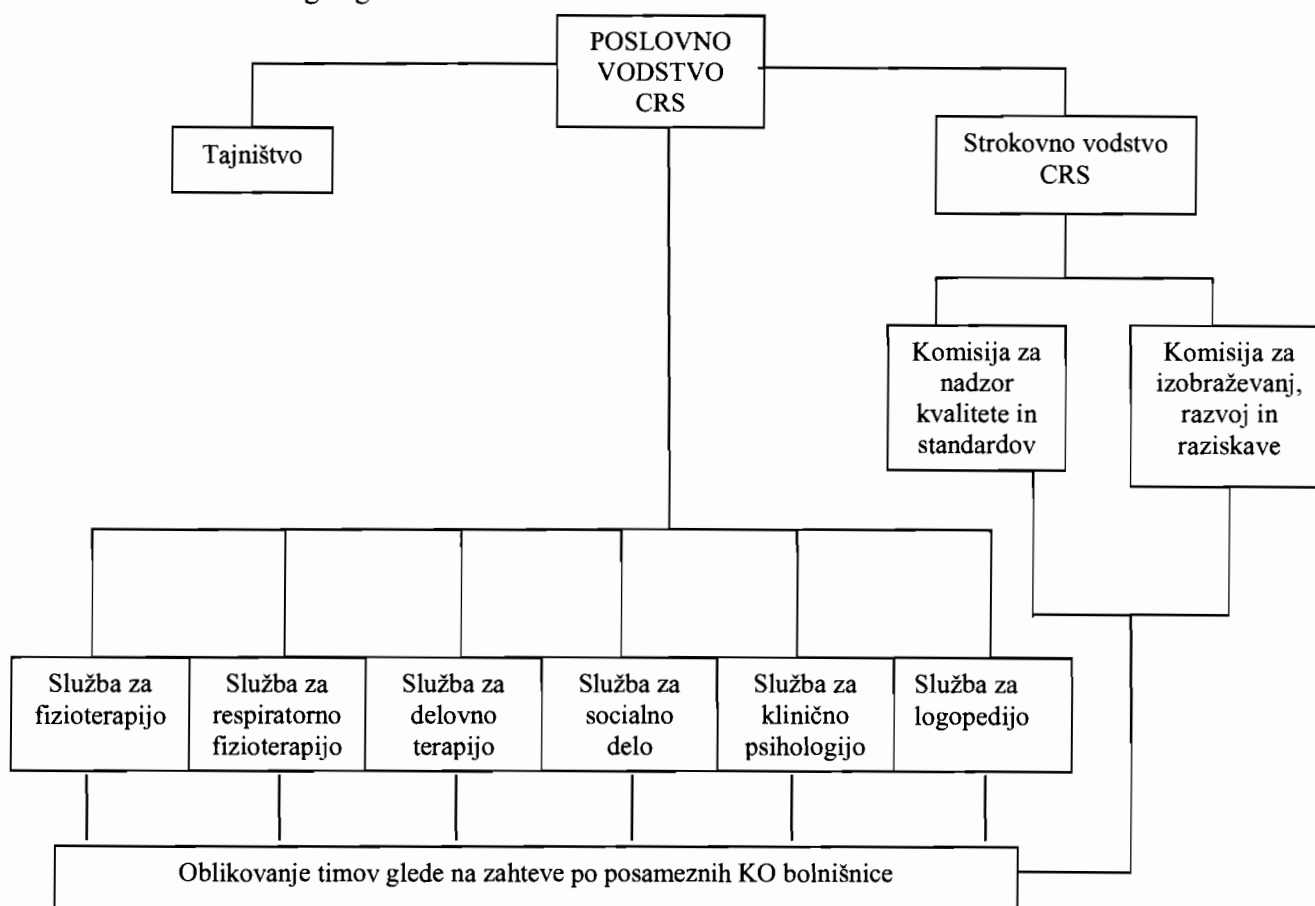 POSLOVNO
VODSTVO
CRS
Tajništvo
Strokovno vodstvo
CRS
Komisija za
nadzor
kvalitete in
standardov
Komisija za
izobraževanj,
razvoj in
raziskave
Služba za
fizioterapijo
Služba za
respiratorno
fizioterapijo
Služba za
delovno
terapijo
Služba za
socialno
delo
Služba za
klinično
psihologijo
Služba za
logopedijo
Oblikovanje timov glede na zahteve po posameznih KO bolnišnice